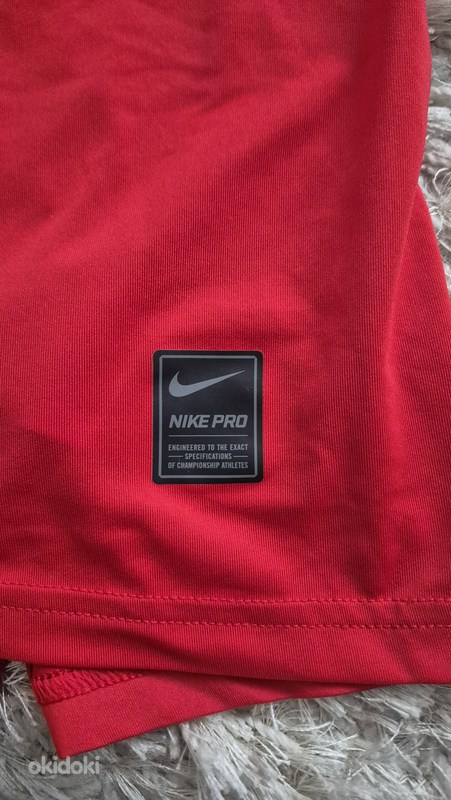 NIKE PRO
ENGINEERED TO THE EXACT
SPECIFICATIONS
OF CHAMPIONSHIP ATHLETES
okidoki